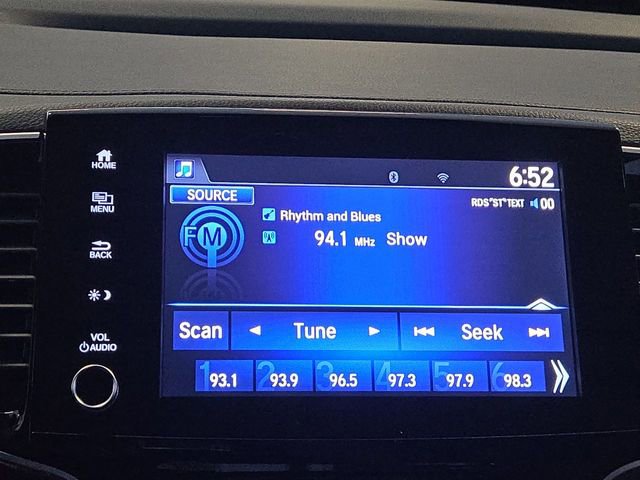 HOME
MENU
BACK
VOL
AUDIO
6:52
SOURCE
RDS "ST" TEXT 00
FM
Rhythm and Blues
94.1 MHz Show
Scan Tune Seek
1 93.1 2 93.9 3 96.5 4 97.3 5 97.9 6 98.3